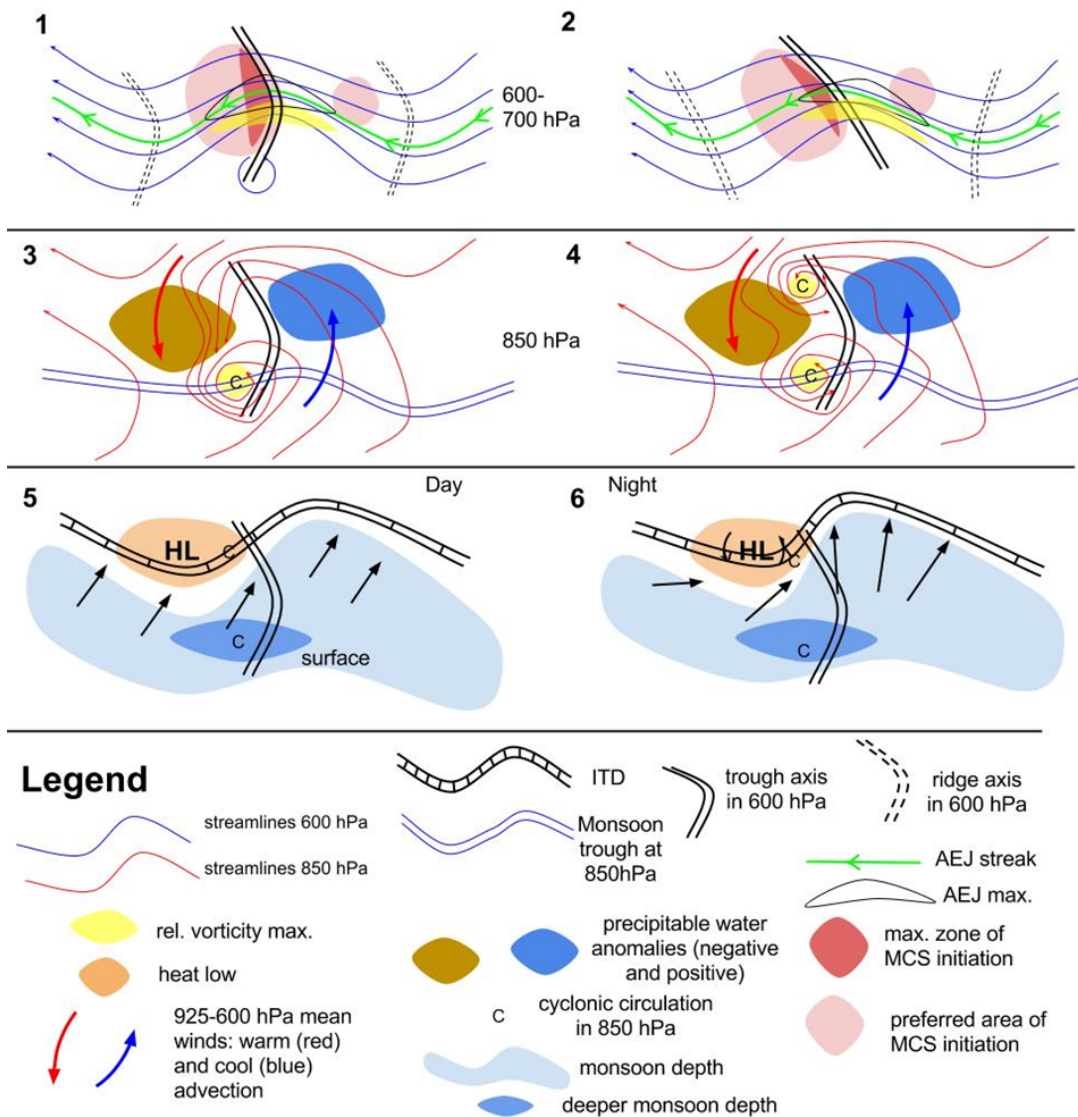 1
2
600-
700 hPa
3
4
C
C
C
850 hPa
5
Day
Night
6
HL
C
C
surface
(HL)
C
C
Legend
streamlines 600 hPa
streamlines 850 hPa
rel. vorticity max.
heat low
925-600 hPa mean
winds: warm (red)
and cool (blue)
advection
ITD
Monsoon
trough at
850hPa
precipitable water
anomalies (negative
and positive)
C
cyclonic circulation
in 850 hPa
monsoon depth
deeper monsoon depth
trough axis
in 600 hPa
ridge axis
in 600 hPa
AEJ streak
AEJ max.
max. zone of
MCS initiation
preferred area of
MCS initiation